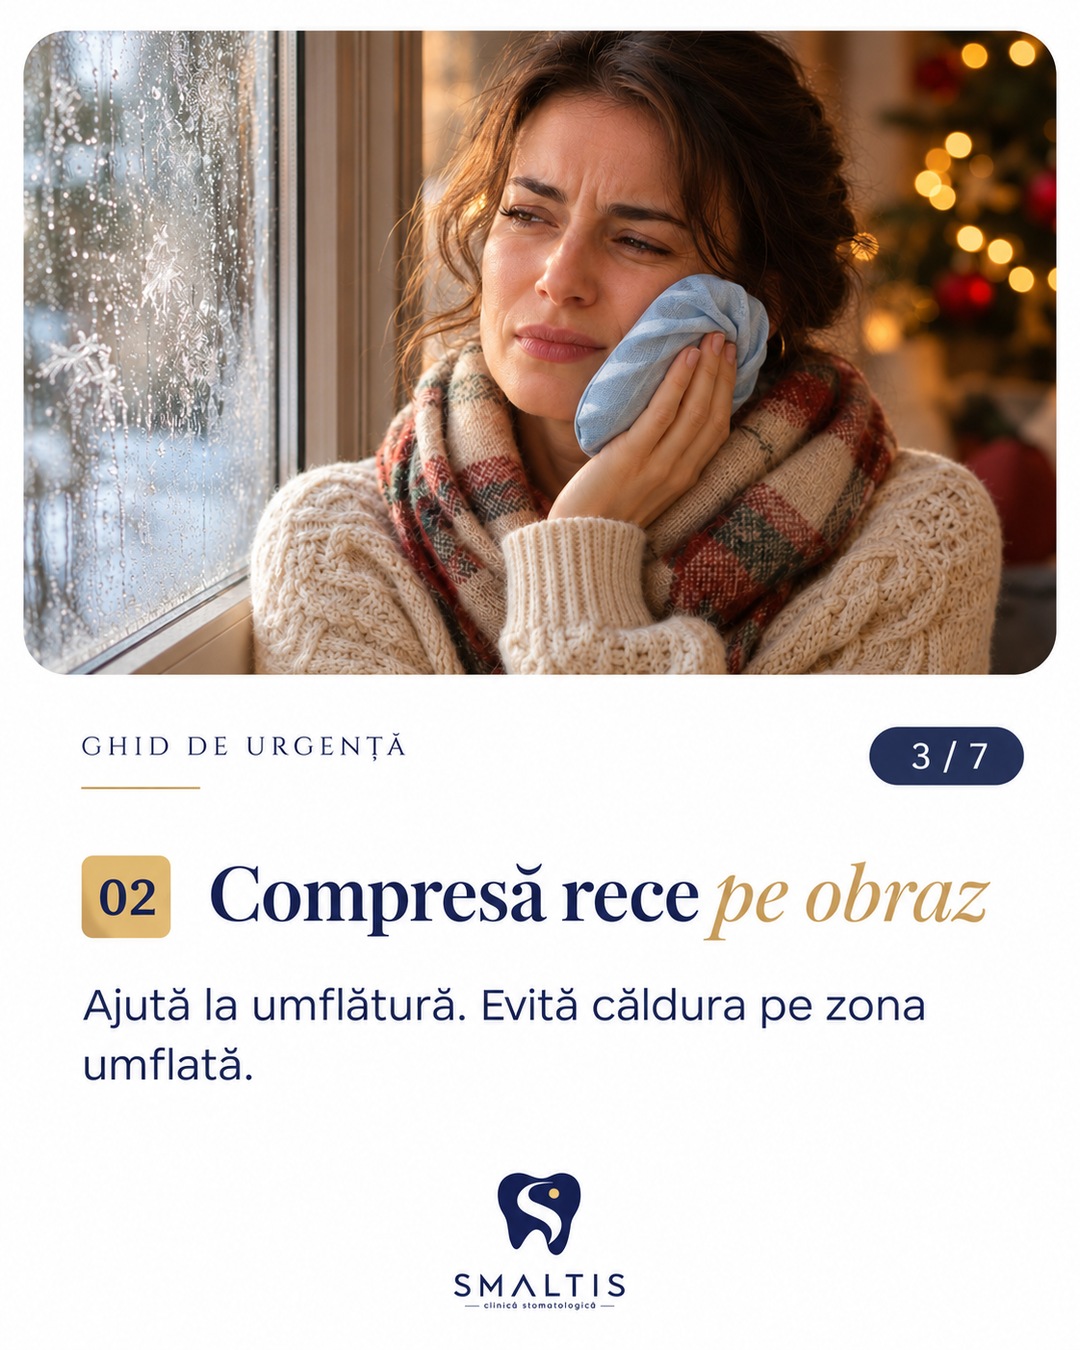 GHID DE URGENȚĂ
3 / 7
02 Compresă rece pe obraz
Ajută la umflătură. Evită căldura pe zona
umflată.
SMALTIS
clinică stomatologică